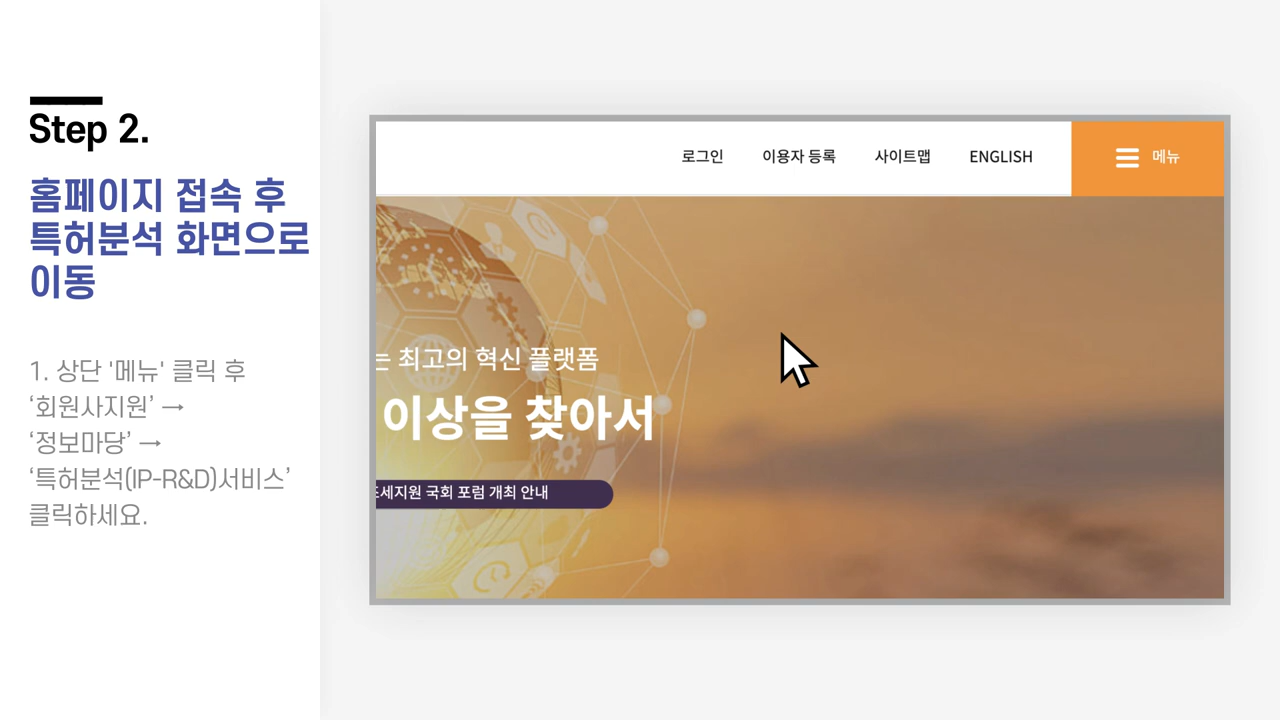 Step 2.
홈페이지 접속 후
특허분석 화면으로
이동
1. 상단 '메뉴' 클릭 후
‘회원사지원’ →
‘정보마당’ →
‘특허분석(IP-R&D)서비스’
클릭하세요.
로그인 이용자 등록 사이트맵 ENGLISH 메뉴
는 최고의 혁신 플랫폼
이상을 찾아서
세지원 국회 포럼 개최 안내